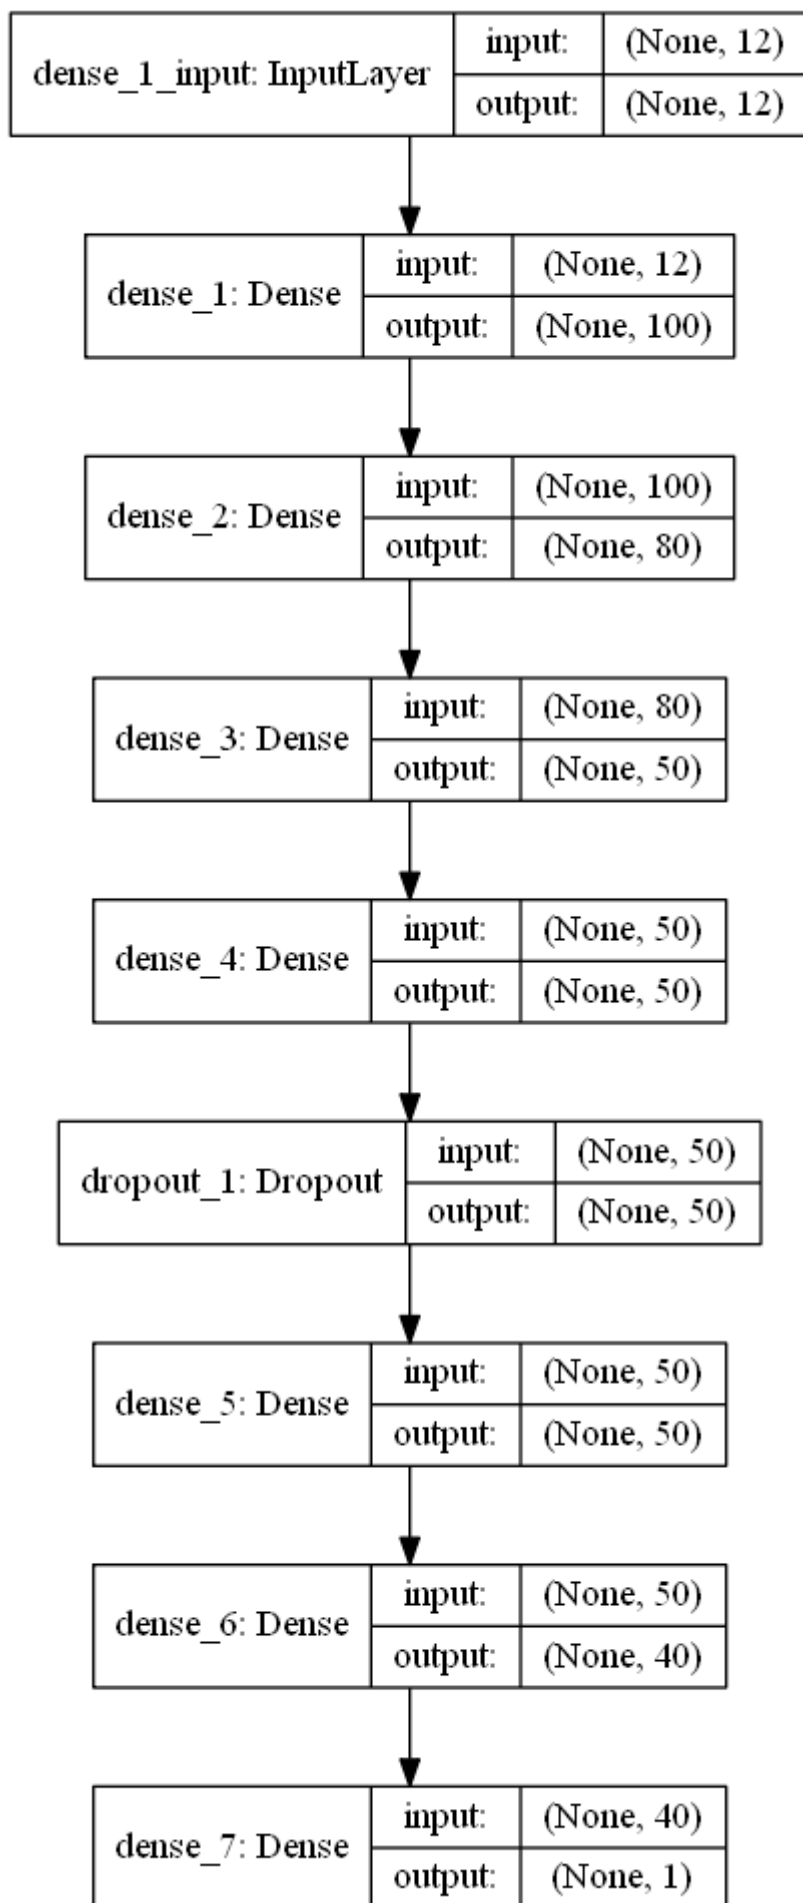 dense_1_input: InputLayer
input: (None, 12)
output: (None, 12)
dense_1: Dense
input: (None, 12)
output: (None, 100)
dense_2: Dense
input: (None, 100)
output: (None, 80)
dense_3: Dense
input: (None, 80)
output: (None, 50)
dense_4: Dense
input: (None, 50)
output: (None, 50)
dropout_1: Dropout
input: (None, 50)
output: (None, 50)
dense_5: Dense
input: (None, 50)
output: (None, 50)
dense_6: Dense
input: (None, 50)
output: (None, 40)
dense_7: Dense
input: (None, 40)
output: (None, 1)